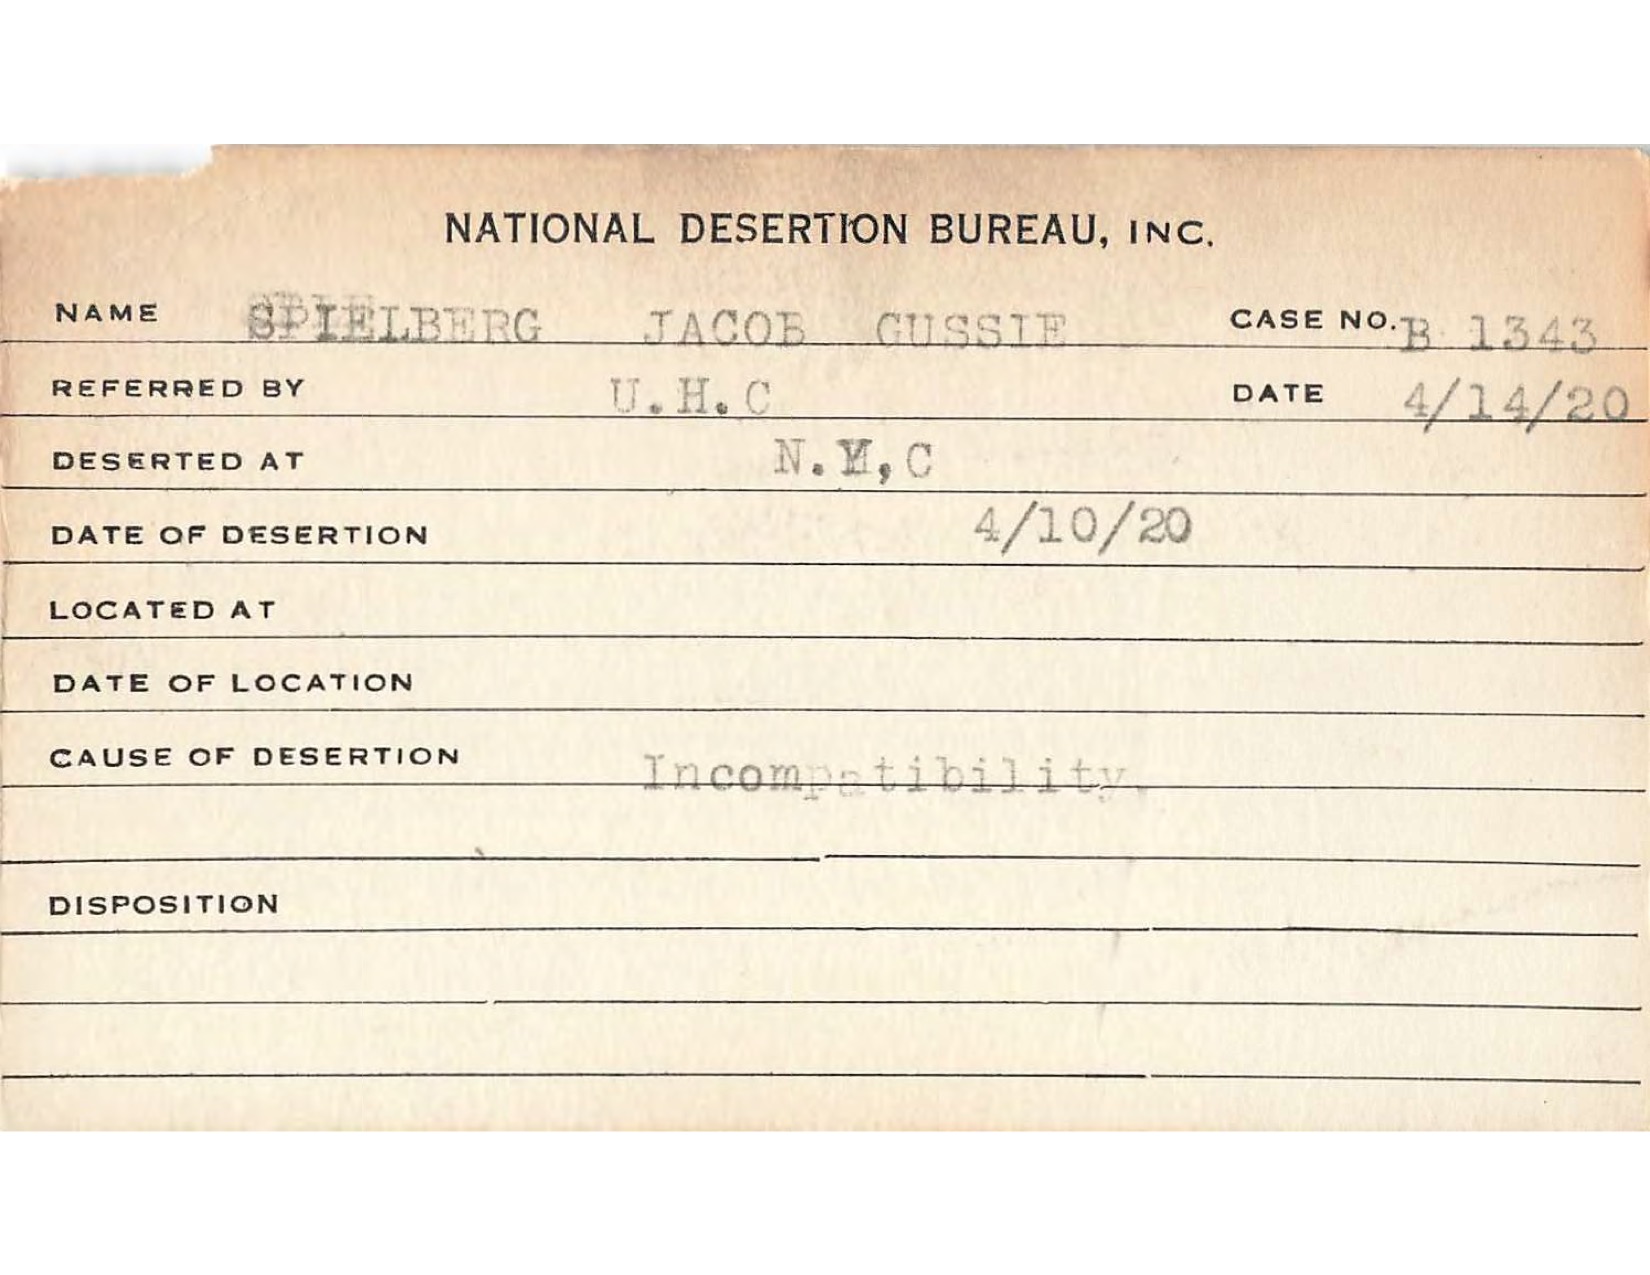 NATIONAL DESERTION BUREAU, INC.
NAME SPIELBERG JACOB GUSSIE CASE NO. B 1343
REFERRED BY U.H.C DATE 4/14/20
DESERTED AT N.Y,C
DATE OF DESERTION 4/10/20
LOCATED AT
DATE OF LOCATION
CAUSE OF DESERTION Incompatibility.
DISPOSITION